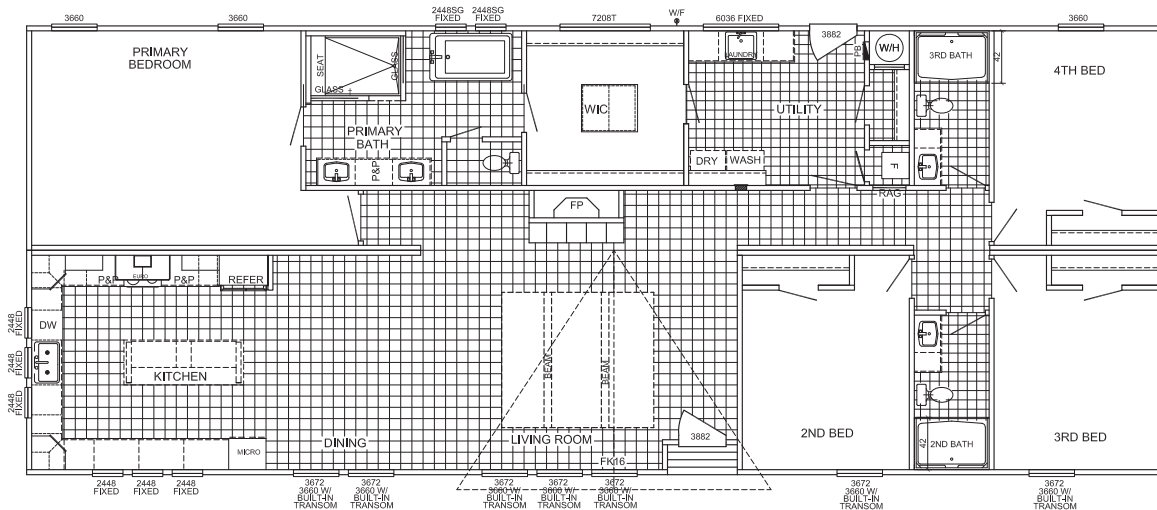 3660
3660
2448SG
FIXED
2448SG
FIXED
7208T
W/F
6036 FIXED
3882
3660
PRIMARY
BEDROOM
SEAT
GLASS
GLASS
PRIMARY
BATH
P&P
WIC
LAUNDRY
PB
W/H
UTILITY
DRY
WASH
F
RAG
3RD BATH
42
4TH BED
FP
P&P
EURO
P&P
REFER
DW
2448
FIXED
2448
FIXED
2448
FIXED
KITCHEN
MICRO
DINING
BEAM
BEAM
LIVING ROOM
FK16
3882
2ND BED
42
2ND BATH
3RD BED
2448
FIXED
2448
FIXED
2448
FIXED
3672
3660 W/
BUILT-IN
TRANSOM
3672
3660 W/
BUILT-IN
TRANSOM
3672
3660 W/
BUILT-IN
TRANSOM
3672
3660 W/
BUILT-IN
TRANSOM
3672
3660 W/
BUILT-IN
TRANSOM
3672
3660 W/
BUILT-IN
TRANSOM
3672
3660 W/
BUILT-IN
TRANSOM